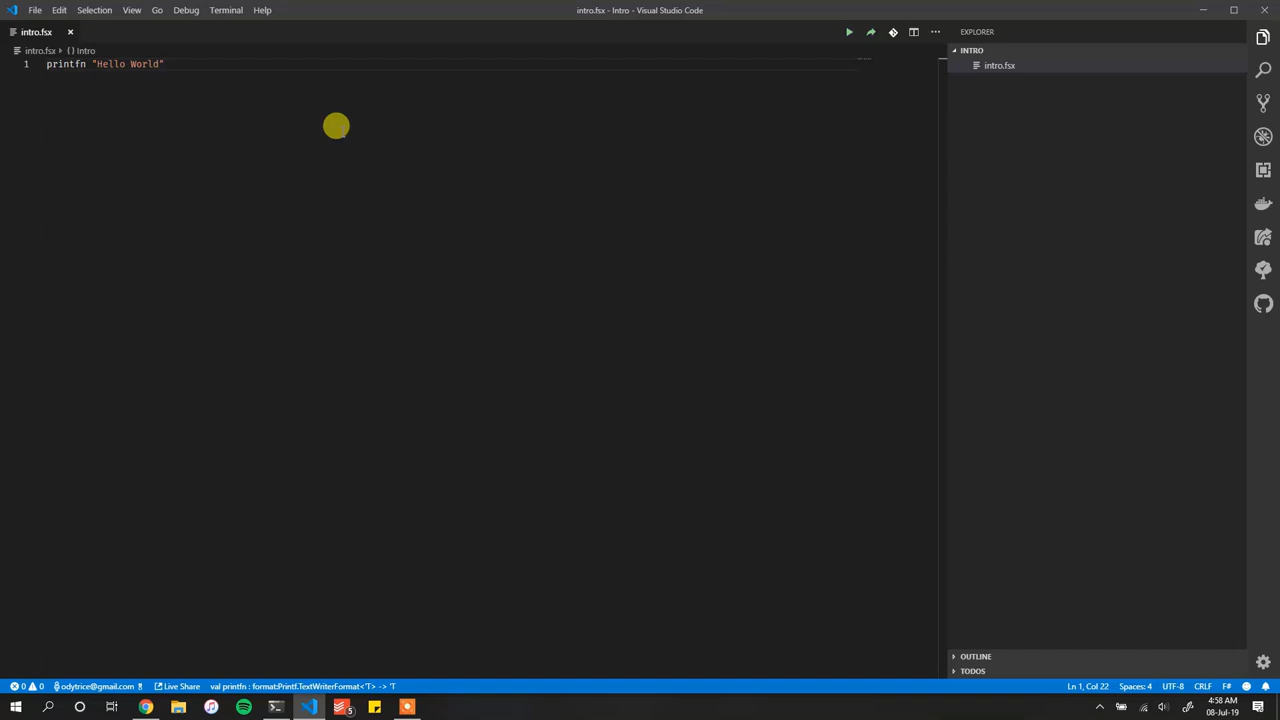 File Edit Selection View Go Debug Terminal Help
intro.fsx - Intro - Visual Studio Code
intro.fsx
intro.fsx Intro
1 printfn "Hello World"
EXPLORER
INTRO
intro.fsx
OUTLINE
TODOS
0 0 odytrice@gmail.com Live Share val printfn : format:Printf.TextWriterFormat<'T> -> 'T
Ln 1, Col 22 Spaces: 4 UTF-8 CRLF F#
5
4:58 AM
08-Jul-19